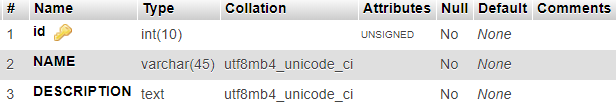 # Name Type Collation Attributes Null Default Comments
1 id int(10) UNSIGNED No None
2 NAME varchar(45) utf8mb4_unicode_ci No None
3 DESCRIPTION text utf8mb4_unicode_ci No None